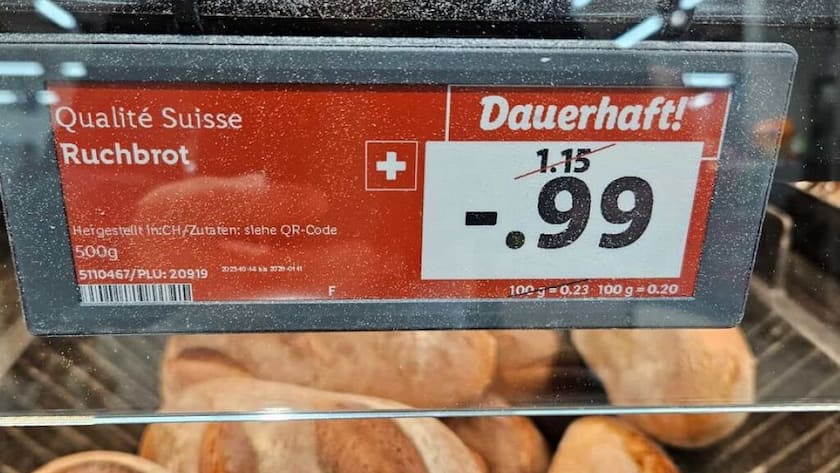 Qualité Suisse
Ruchbrot
Dauerhaft!
1.15
-.99
Hergestellt in:CH/Zutaten: siehe QR-Code
500g
5110467/PLU: 20919
F
100 g = 0.23 100 g = 0.20